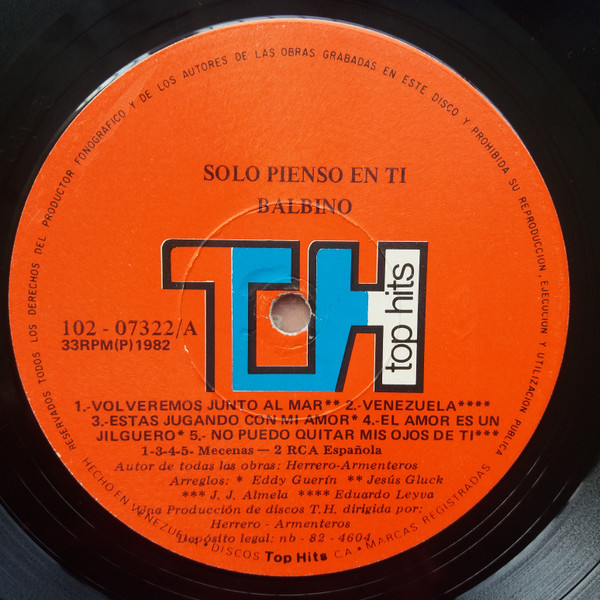 RESERVADOS TODOS LOS DERECHOS DEL PRODUCTOR FONOGRAFICO Y DE LOS AUTORES DE LAS OBRAS GRABADAS EN ESTE DISCO Y PROHIBIDA SU REPRODUCCION, EJECUCION Y UTILIZACION PUBLICA
SOLO PIENSO EN TI
BALBINO
TH
top hits
102 - 07322/A
33RPM(P)1982
1.-VOLVEREMOS JUNTO AL MAR** 2.-VENEZUELA****
3.-ESTAS JUGANDO CON MI AMOR* 4.-EL AMOR ES UN
JILGUERO* 5.- NO PUEDO QUITAR MIS OJOS DE TI***
1-3-4-5- Mecenas — 2 RCA Española
Autor de todas las obras: Herrero-Armenteros
Arreglos: * Eddy Guerín ** Jesús Gluck
*** J. J. Almela **** Eduardo Leyva
Una Producción de discos T.H. dirigida por:
Herrero - Armenteros
Depósito legal: nb - 82 - 4604
HECHO EN VENEZUELA • DISCOS Top Hits CA • MARCAS REGISTRADAS